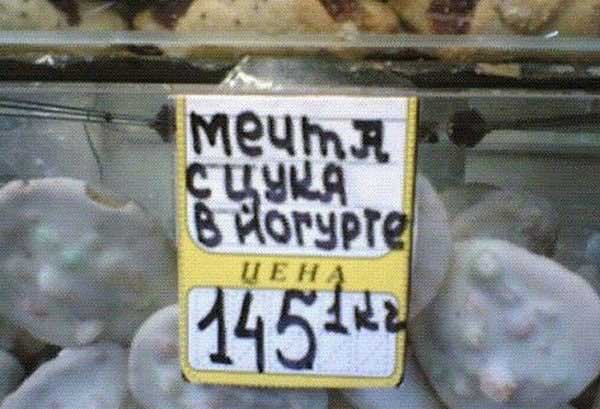 мечтА
с цукА
в йогурте
ЦЕНА
145 1кг